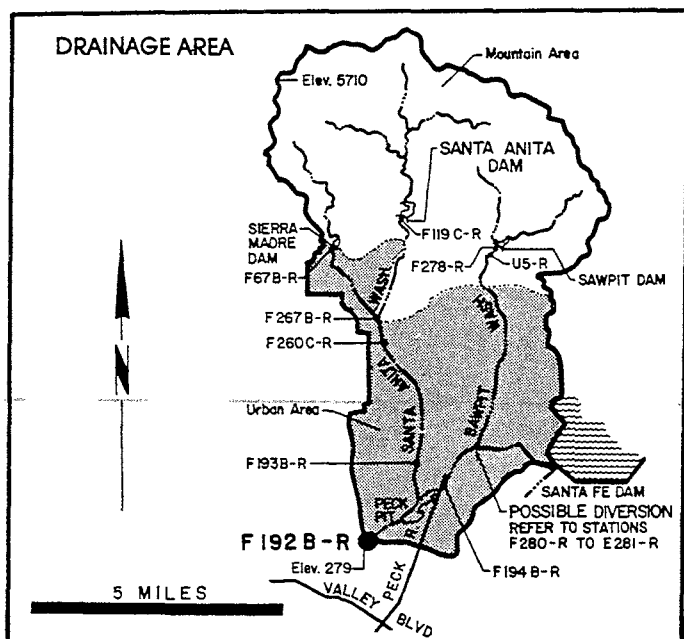 DRAINAGE AREA
Mountain Area
Elev. 5710
SANTA ANITA
DAM
SIERRA
MADRE
DAM
F119C-R
F67B-R
F278-R
U5-R
SAWPIT DAM
WASH
WASH
F267B-R
F260C-R
ANITA
SANTA
SAWPIT
Urban Area
F193B-R
SANTA FE DAM
PECK
PIT
POSSIBLE DIVERSION
REFER TO STATIONS
F280-R TO E281-R
F192B-R
Elev. 279
F194B-R
PECK R.
VALLEY BLVD
5 MILES
N